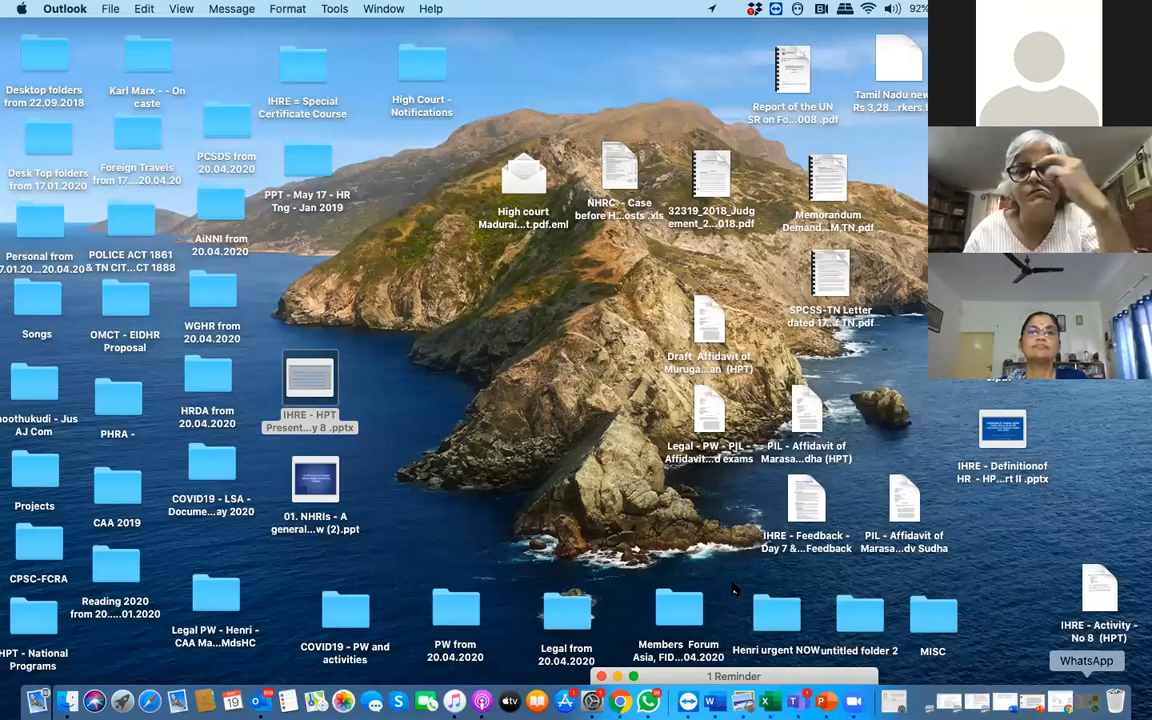 Outlook File Edit View Message Format Tools Window Help
92%
Desktop folders
from 22.09.2018
Karl Marx - - On
caste
IHRE = Special
Certificate Course
High Court -
Notifications
Report of the UN
SR on Fo...008 .pdf
Tamil Nadu new
Rs 3,28...rkers.
Desk Top folders
from 17.01.2020
Foreign Travels
from 17....20.04.20
PCSDS from
20.04.2020
PPT - May 17 - HR
Tng - Jan 2019
High court
Madurai...t.pdf.eml
NHRC - Case
before H...osts .xls
32319_2018_Judg
ement_2...018.pdf
Memorandum
Demand...M TN.pdf
Personal from
7.01.20...20.04.20
POLICE ACT 1861
& TN CIT...CT 1888
AiNNI from
20.04.2020
Songs
OMCT - EIDHR
Proposal
WGHR from
20.04.2020
SPCSS-TN Letter
dated 17...f TN.pdf
Draft Affidavit of
Muruga...an (HPT)
oothukudi - Jus
AJ Com
PHRA -
HRDA from
20.04.2020
IHRE - HPT
Present...y 8 .pptx
Legal - PW - PIL -
Affidavit...d exams
PIL - Affidavit of
Marasa...dha (HPT)
IHRE - Definitionof
HR - HP...rt II .pptx
Projects
CAA 2019
COVID19 - LSA -
Docume...ay 2020
01. NHRIs - A
general...w (2).ppt
IHRE - Feedback -
Day 7 &...Feedback
PIL - Affidavit of
Marasa...dv Sudha
CPSC-FCRA
Reading 2020
from 20.....01.2020
Legal PW - Henri -
CAA Ma...MdsHC
COVID19 - PW and
activities
PW from
20.04.2020
Legal from
20.04.2020
Members Forum
Asia, FID...04.2020
Henri urgent NOW
untitled folder 2
MISC
IHRE - Activity -
No 8 (HPT)
HPT - National
Programs
WhatsApp
1 Reminder
19
tv